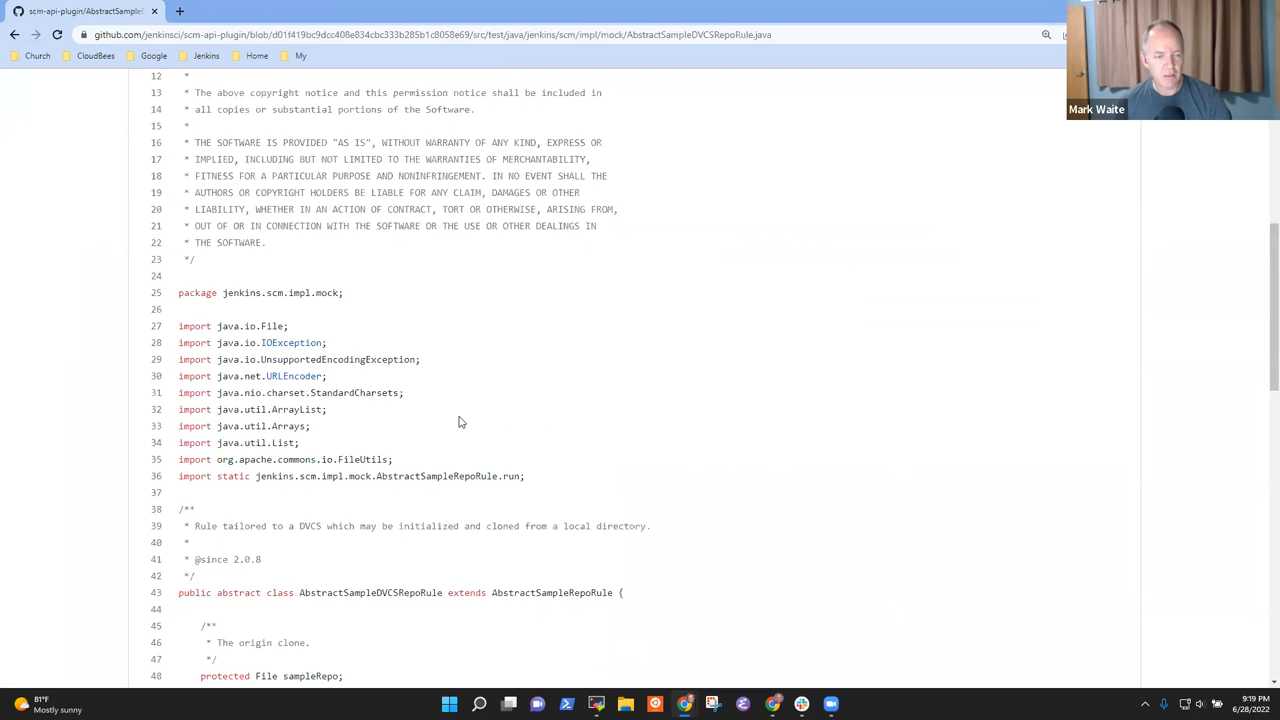 scm-api-plugin/AbstractSampleD
github.com/jenkinsci/scm-api-plugin/blob/d01f419bc9dcc408e834cbc333b285b1c8058e69/src/test/java/jenkins/scm/impl/mock/AbstractSampleDVCSRepoRule.java
Church CloudBees Google Jenkins Home My
Mark Waite
12 *
13 * The above copyright notice and this permission notice shall be included in
14 * all copies or substantial portions of the Software.
15 *
16 * THE SOFTWARE IS PROVIDED "AS IS", WITHOUT WARRANTY OF ANY KIND, EXPRESS OR
17 * IMPLIED, INCLUDING BUT NOT LIMITED TO THE WARRANTIES OF MERCHANTABILITY,
18 * FITNESS FOR A PARTICULAR PURPOSE AND NONINFRINGEMENT. IN NO EVENT SHALL THE
19 * AUTHORS OR COPYRIGHT HOLDERS BE LIABLE FOR ANY CLAIM, DAMAGES OR OTHER
20 * LIABILITY, WHETHER IN AN ACTION OF CONTRACT, TORT OR OTHERWISE, ARISING FROM,
21 * OUT OF OR IN CONNECTION WITH THE SOFTWARE OR THE USE OR OTHER DEALINGS IN
22 * THE SOFTWARE.
23 */
24
25 package jenkins.scm.impl.mock;
26
27 import java.io.File;
28 import java.io.IOException;
29 import java.io.UnsupportedEncodingException;
30 import java.net.URLEncoder;
31 import java.nio.charset.StandardCharsets;
32 import java.util.ArrayList;
33 import java.util.Arrays;
34 import java.util.List;
35 import org.apache.commons.io.FileUtils;
36 import static jenkins.scm.impl.mock.AbstractSampleRepoRule.run;
37
38 /**
39 * Rule tailored to a DVCS which may be initialized and cloned from a local directory.
40 *
41 * @since 2.0.8
42 */
43 public abstract class AbstractSampleDVCSRepoRule extends AbstractSampleRepoRule {
44
45 /**
46 * The origin clone.
47 */
48 protected File sampleRepo;
81°F
Mostly sunny
9:19 PM
6/28/2022